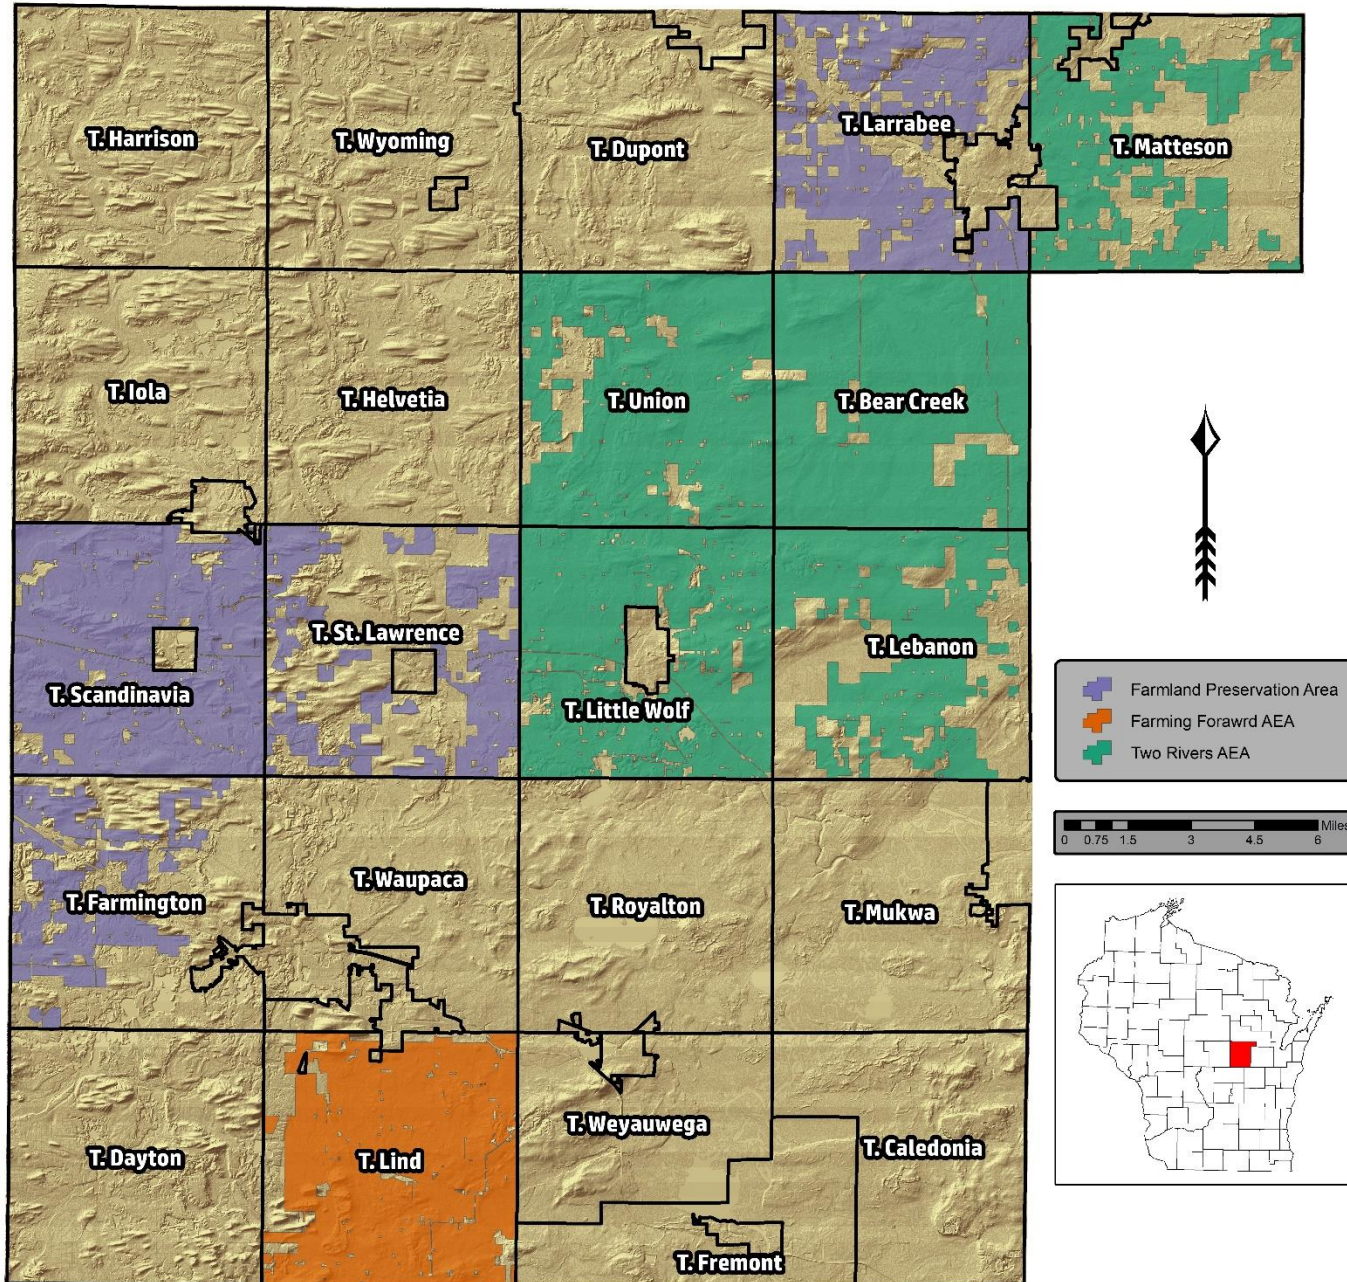 T. Harrison
T. Wyoming
T. Dupont
T. Larrabee
T. Matteson
T. Iola
T. Helvetia
T. Union
T. Bear Creek
T. Scandinavia
T. St. Lawrence
T. Little Wolf
T. Lebanon
Farmland Preservation Area
Farming Forawrd AEA
Two Rivers AEA
Miles
0 0.75 1.5 3 4.5 6
T. Farmington
T. Waupaca
T. Royalton
T. Mukwa
T. Dayton
T. Lind
T. Weyauwega
T. Caledonia
T. Fremont